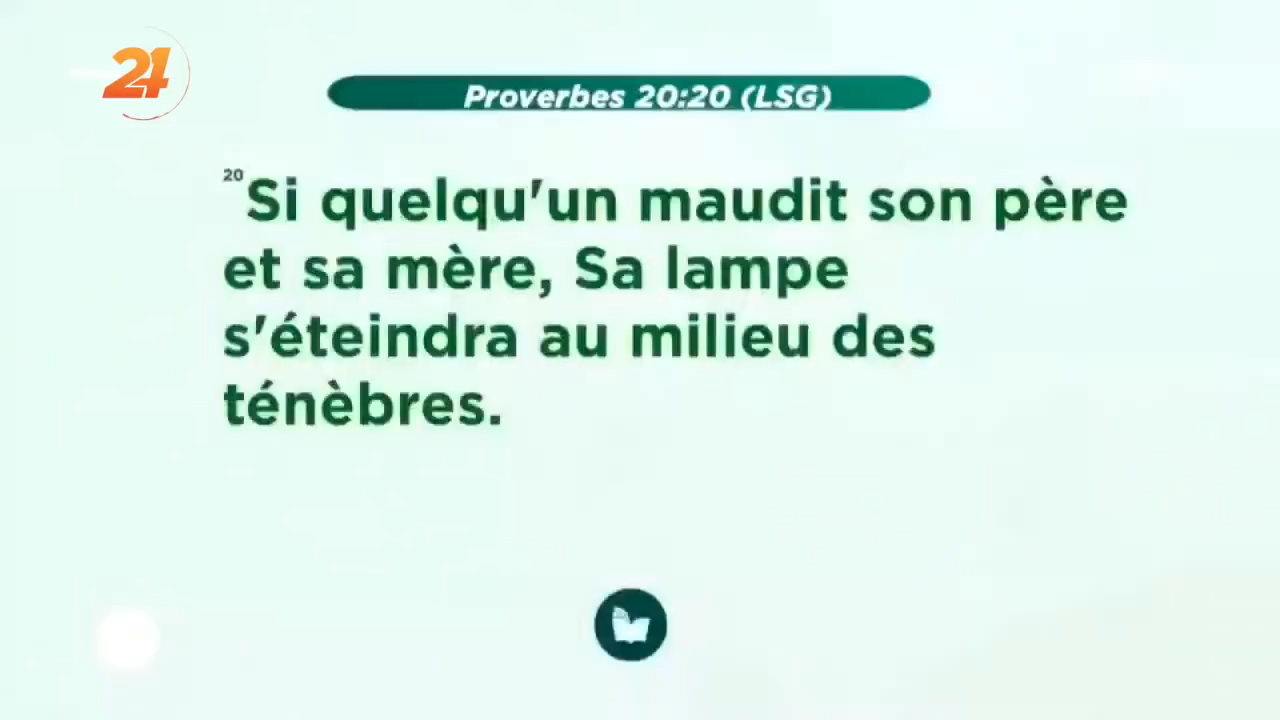 24
Proverbes 20:20 (LSG)
20 Si quelqu'un maudit son père
et sa mère, Sa lampe
s'éteindra au milieu des
ténèbres.